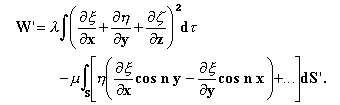 W' = λ∫(∂ξ/∂x + ∂η/∂y + ∂ζ/∂z)² dτ
− μ∫_S [η(∂ξ/∂x cos n y − ∂ξ/∂y cos n x) + ...] dS'.